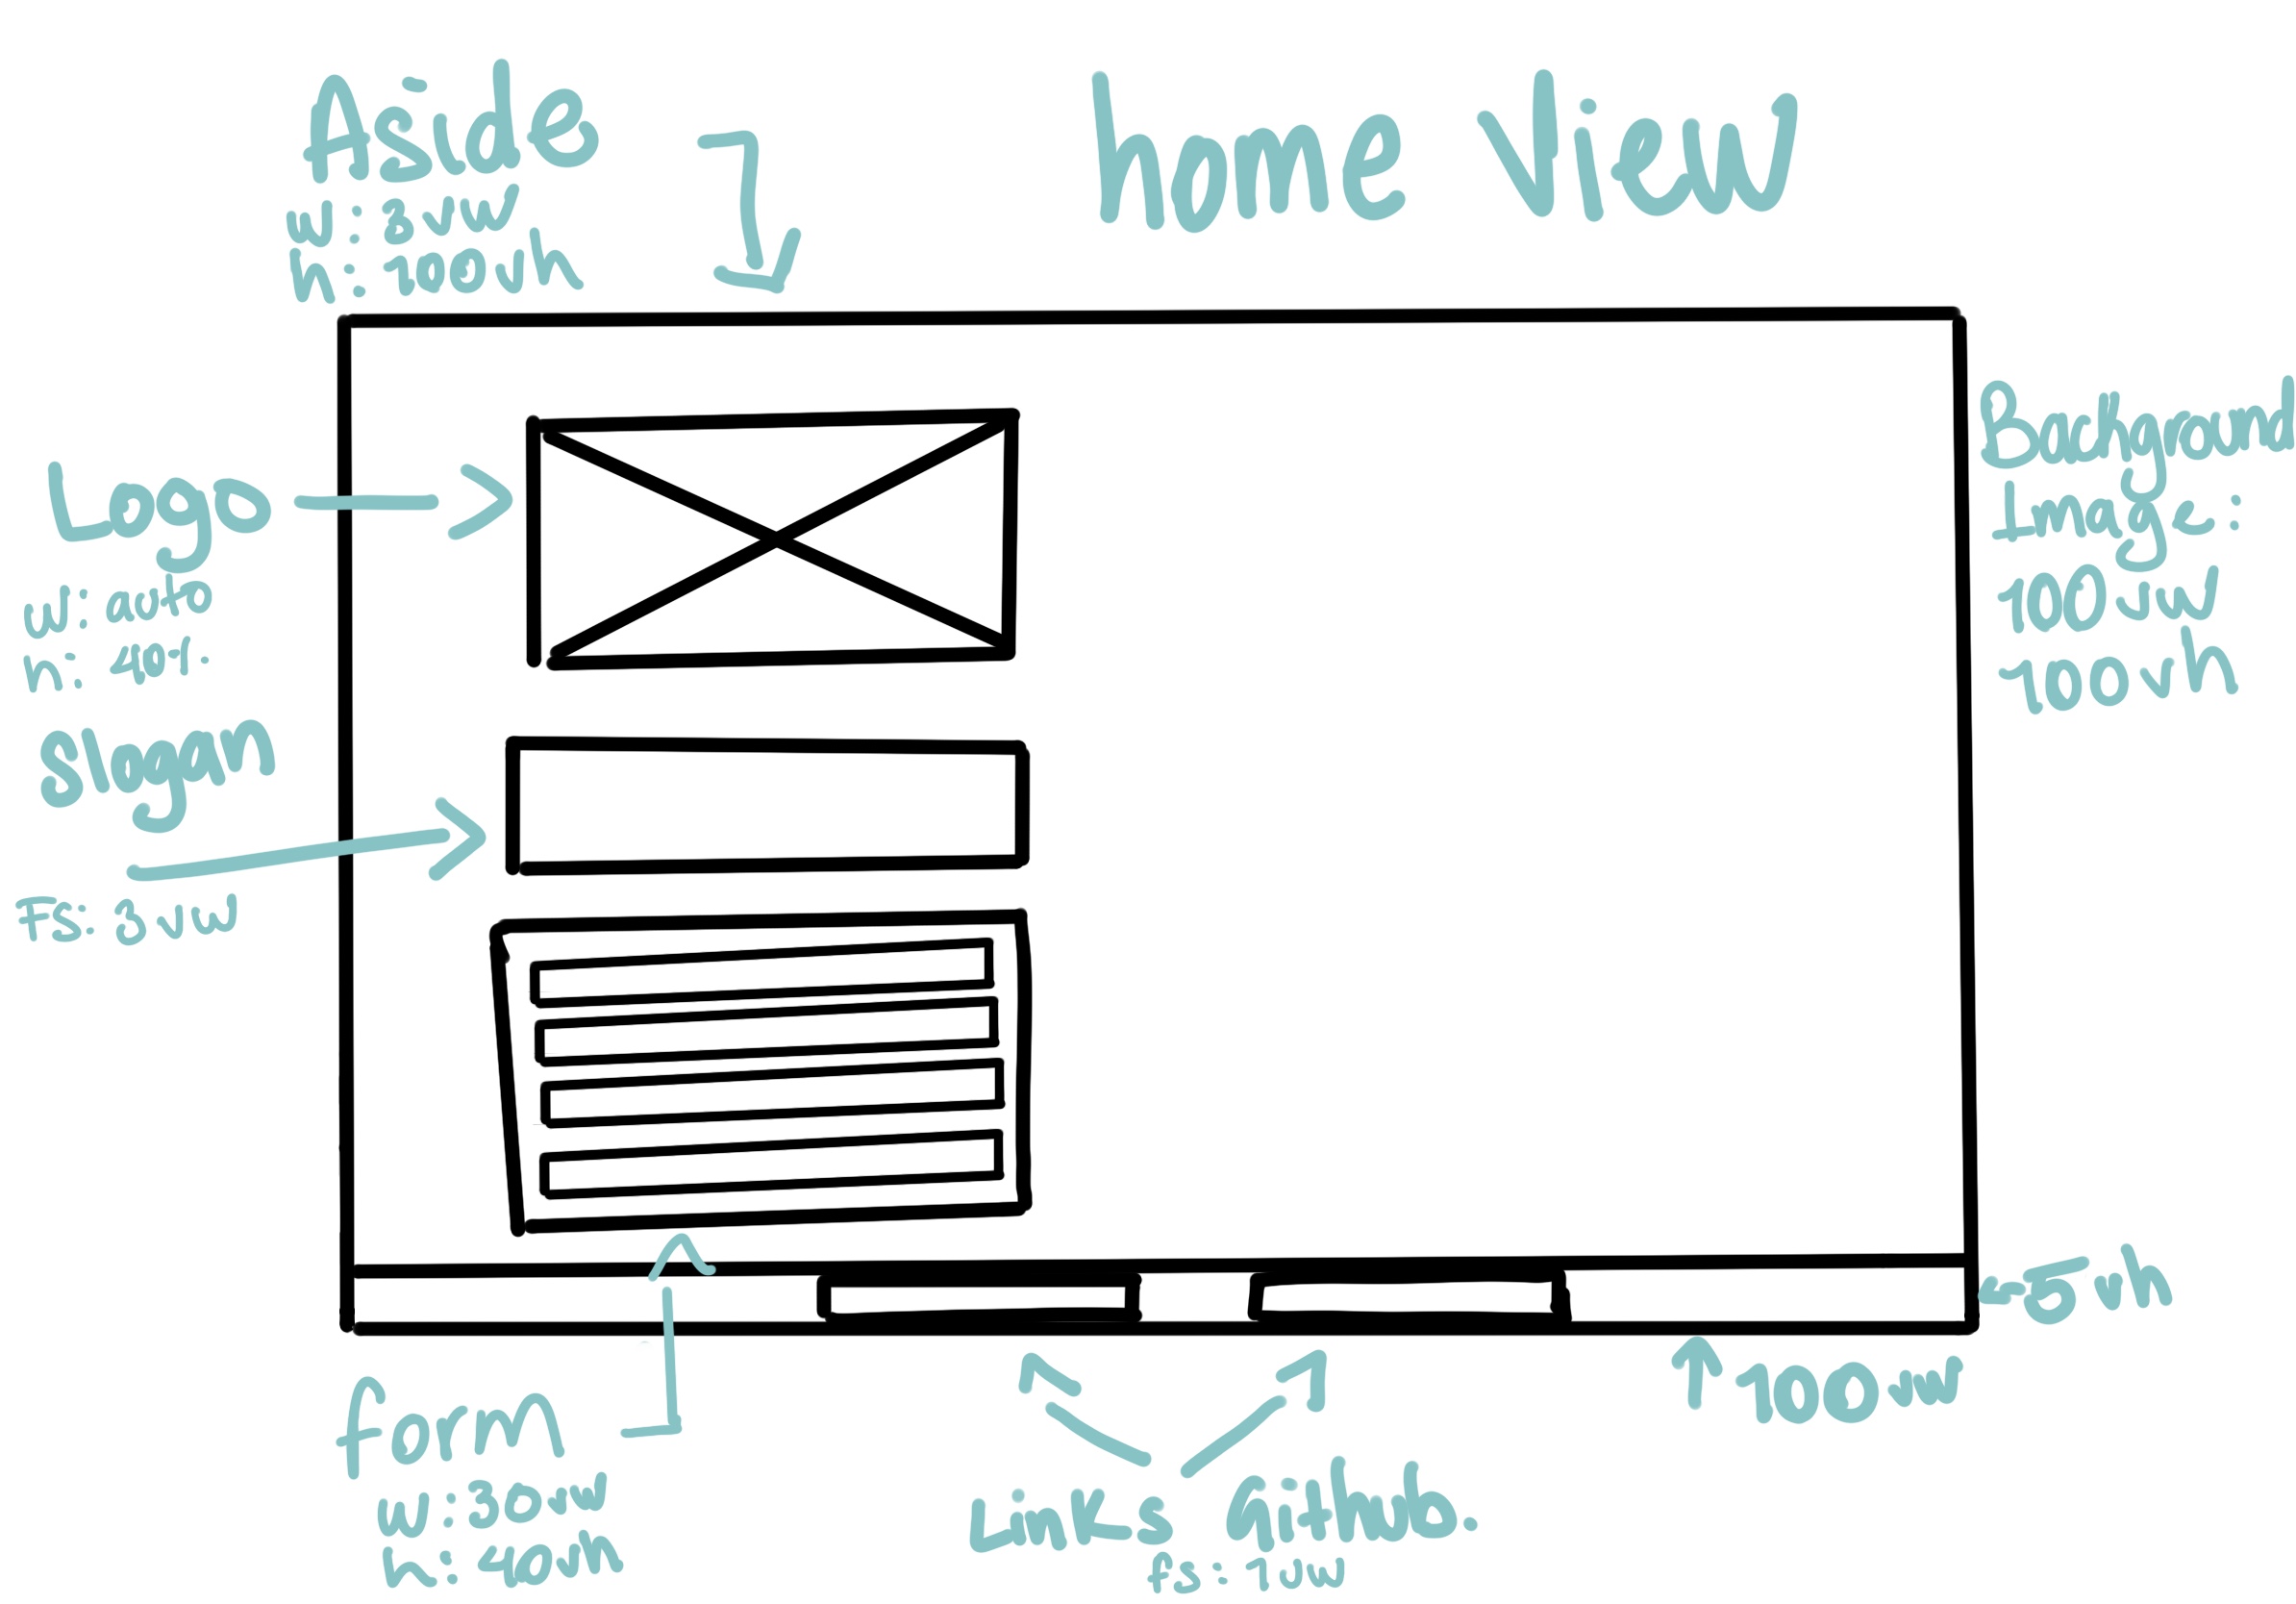 Aside
w: 3vw
h: 100vh
home View
Logo
w: auto
h: 40%.
Slogan
Fs: 3vw
Background
Image:
100vw
100vh
5vh
100vw
form
w: 30vw
h: 40vh
Links Github.
fs: 1vw